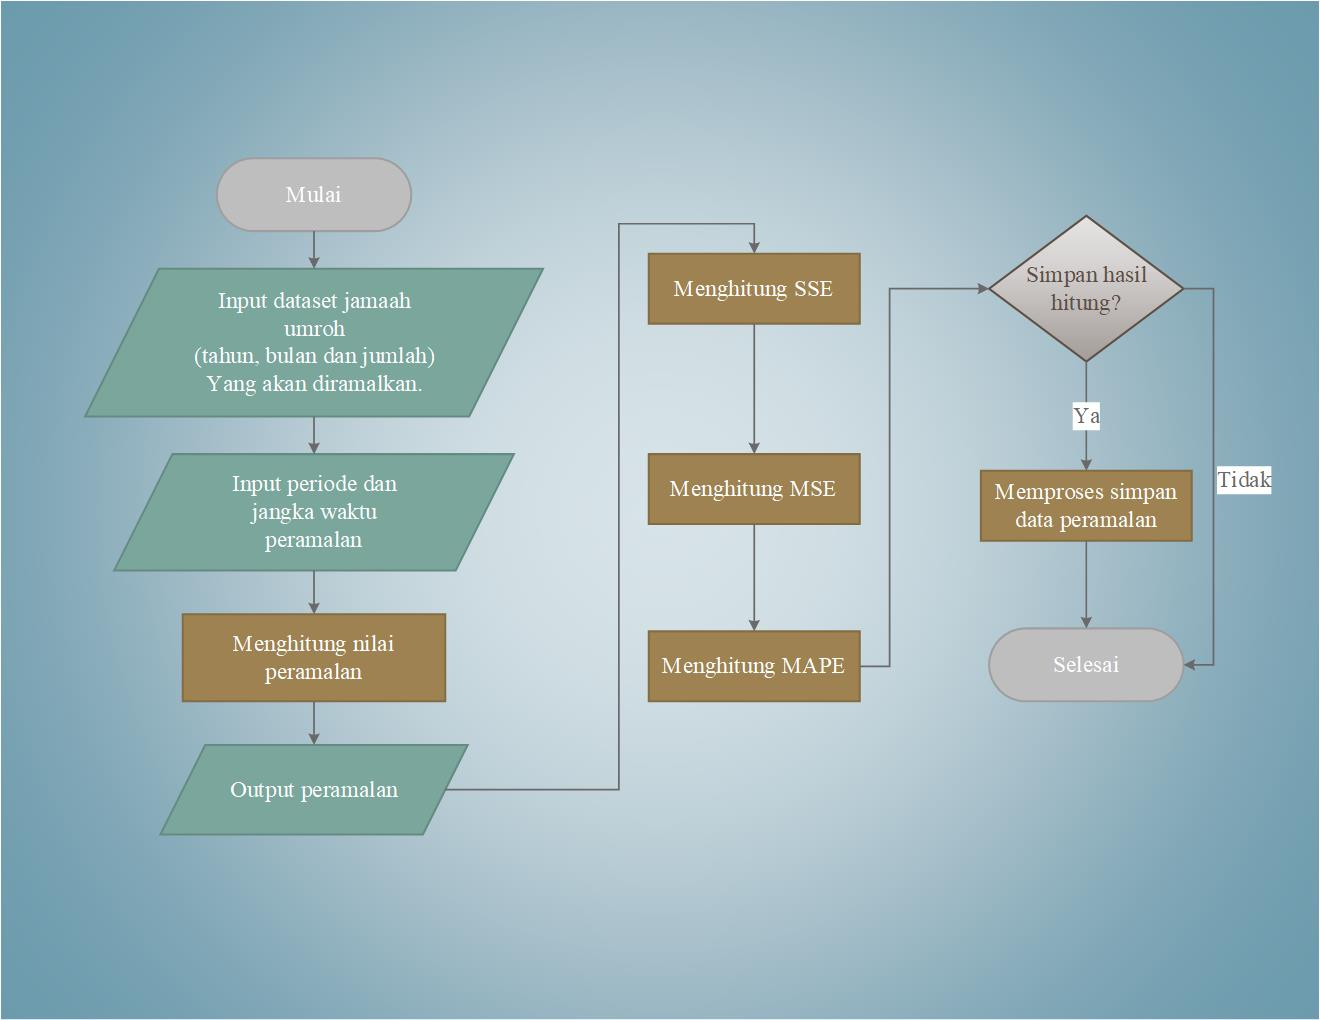 Mulai
Input dataset jamaah
umroh
(tahun, bulan dan jumlah)
Yang akan diramalkan.
Input periode dan
jangka waktu
peramalan
Menghitung nilai
peramalan
Output peramalan
Menghitung SSE
Menghitung MSE
Menghitung MAPE
Simpan hasil
hitung?
Ya
Tidak
Memproses simpan
data peramalan
Selesai